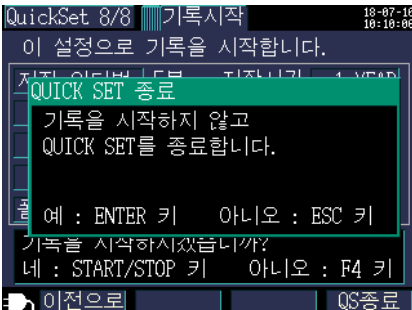 QuickSet 8/8 기록시작
18-07-16
10:10:06
이 설정으로 기록을 시작합니다.
1 YEAR
QUICK SET 종료
기록을 시작하지 않고
QUICK SET를 종료합니다.
예 : ENTER 키 아니오 : ESC 키
기록을 시작하시겠습니까?
네 : START/STOP 키 아니오 : F4 키
이전으로 QS종료